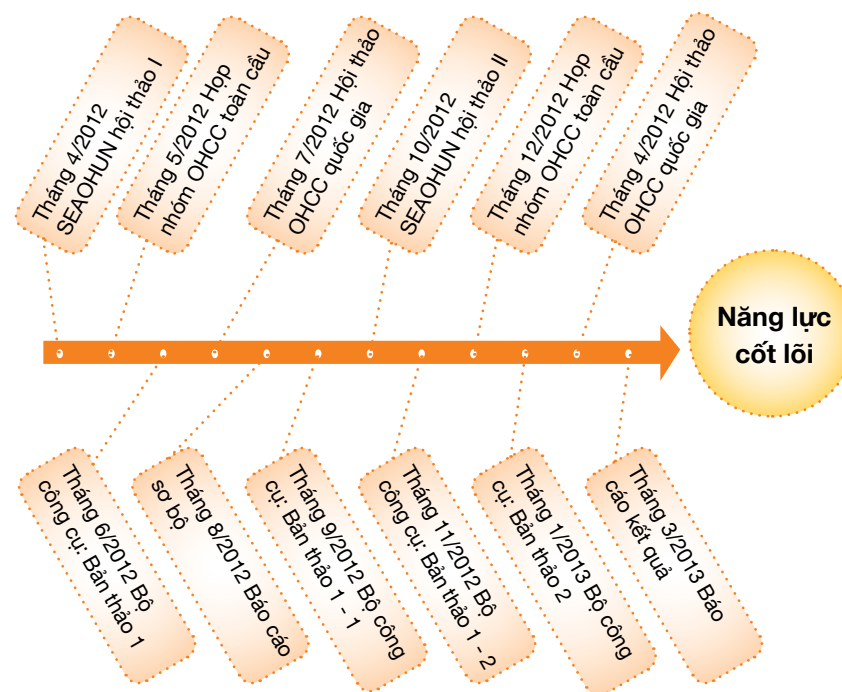 Tháng 4/2012
SEAOHUN hội thảo I
Tháng 5/2012 Họp
nhóm OHCC toàn cầu
Tháng 7/2012 Hội thảo
OHCC quốc gia
Tháng 10/2012
SEAOHUN hội thảo II
Tháng 12/2012 Họp
nhóm OHCC toàn cầu
Tháng 4/2012 Hội thảo
OHCC quốc gia
Năng lực
cốt lõi
Tháng 6/2012 Bộ
công cụ: Bản thảo 1
Tháng 8/2012 Báo cáo
sơ bộ
Tháng 9/2012 Bộ công
cụ: Bản thảo 1 - 1
Tháng 11/2012 Bộ
công cụ: Bản thảo 1 - 2
Tháng 1/2013 Bộ công
cụ: Bản thảo 2
Tháng 3/2013 Báo
cáo kết quả